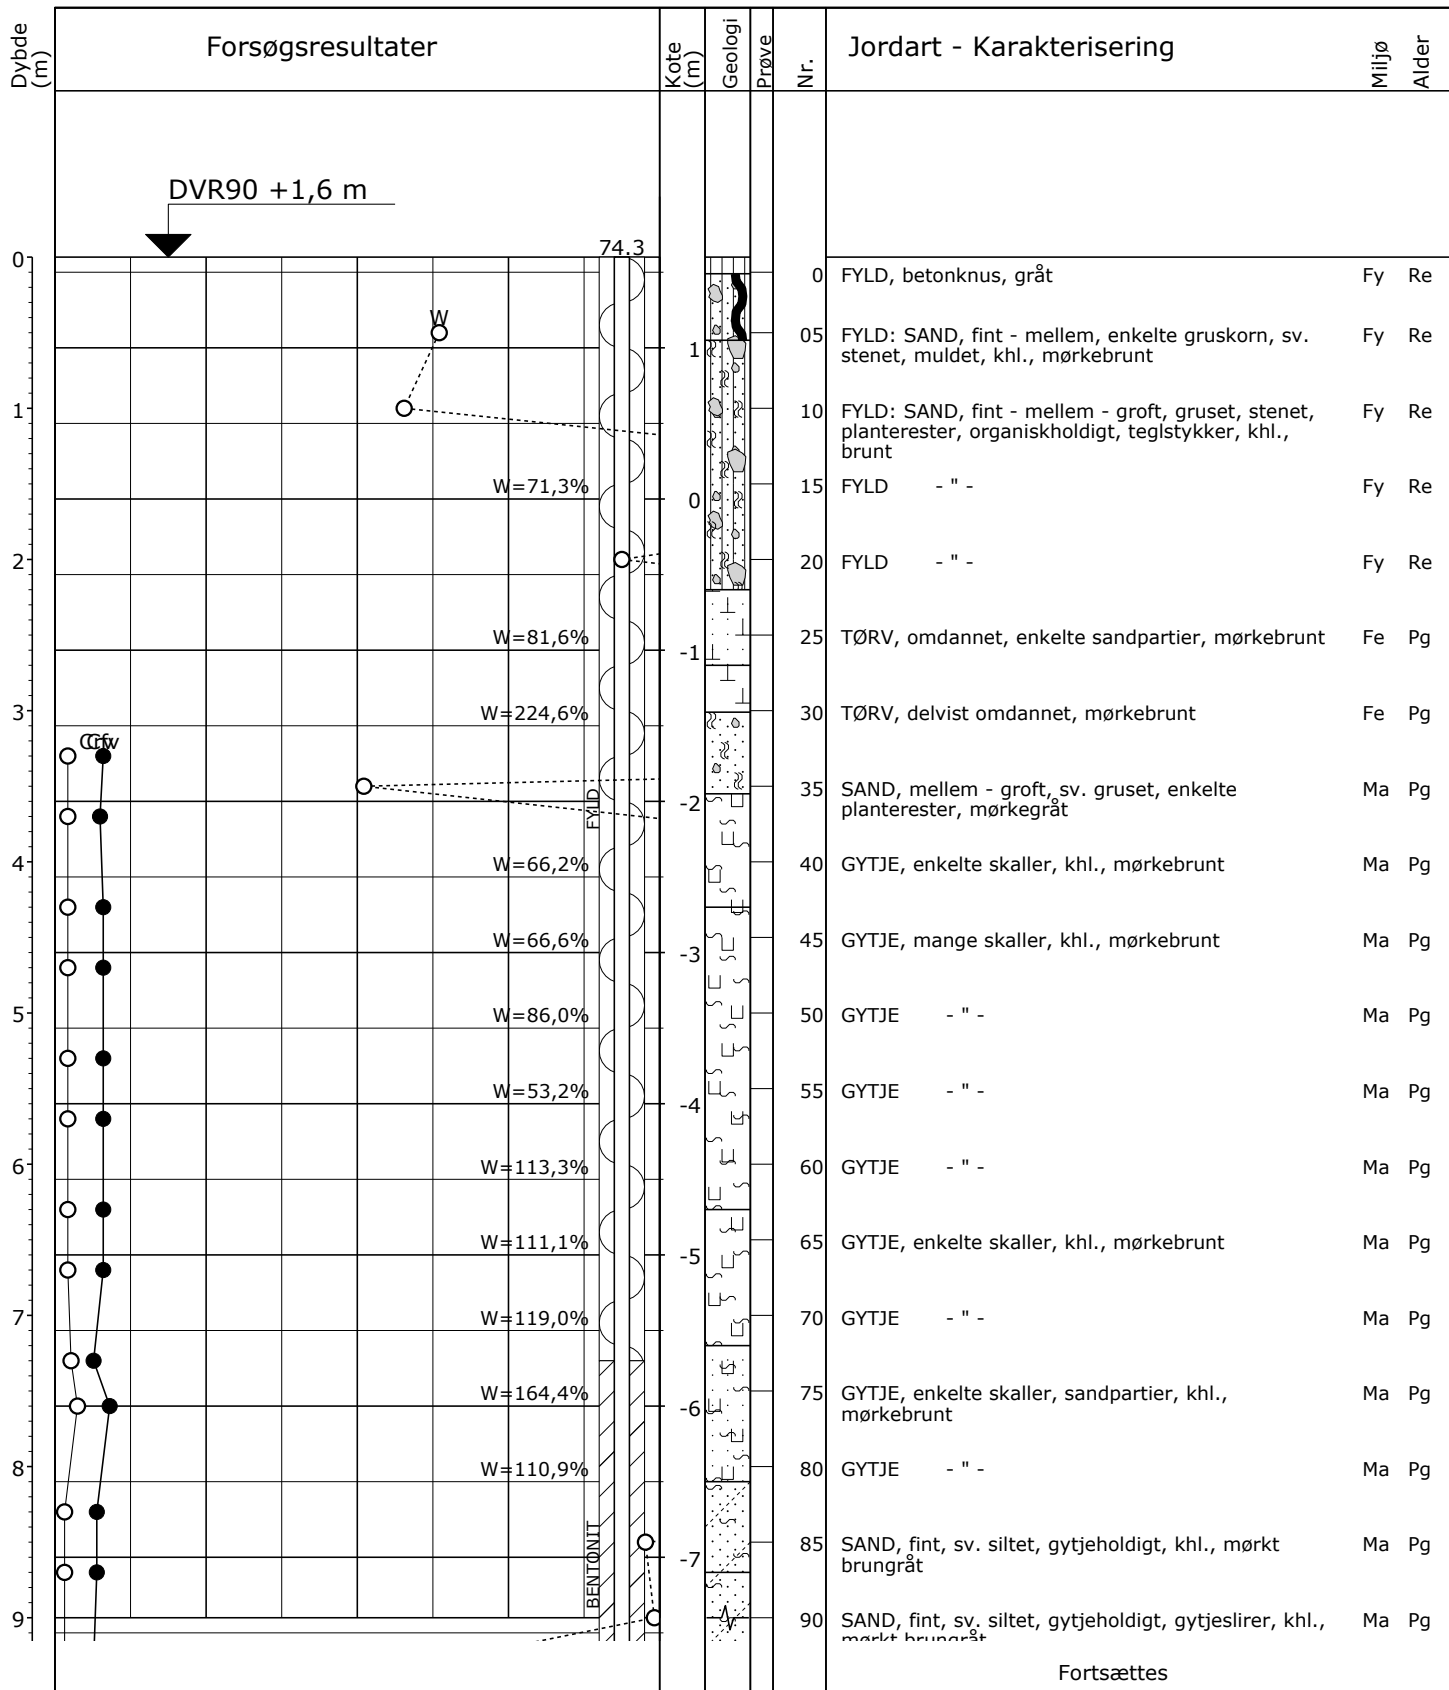 Dybde (m)
Forsøgsresultater
Kote (m)
Geologi
Prøve
Nr.
Jordart - Karakterisering
Miljø
Alder
DVR90 +1,6 m
74.3
0
0 FYLD, betonknus, gråt Fy Re
W
05 FYLD: SAND, fint - mellem, enkelte gruskorn, sv. Fy Re
stenet, muldet, khl., mørkebrunt
1
1
10 FYLD: SAND, fint - mellem - groft, gruset, stenet, Fy Re
planterester, organiskholdigt, teglstykker, khl.,
brunt
W=71,3% 0 15 FYLD - " - Fy Re
2 20 FYLD - " - Fy Re
W=81,6% -1 25 TØRV, omdannet, enkelte sandpartier, mørkebrunt Fe Pg
3 W=224,6% 30 TØRV, delvist omdannet, mørkebrunt Fe Pg
35 SAND, mellem - groft, sv. gruset, enkelte Ma Pg
planterester, mørkegråt
FYLD
-2
4 W=66,2% 40 GYTJE, enkelte skaller, khl., mørkebrunt Ma Pg
W=66,6% -3 45 GYTJE, mange skaller, khl., mørkebrunt Ma Pg
5 W=86,0% 50 GYTJE - " - Ma Pg
W=53,2% -4 55 GYTJE - " - Ma Pg
6 W=113,3% 60 GYTJE - " - Ma Pg
W=111,1% -5 65 GYTJE, enkelte skaller, khl., mørkebrunt Ma Pg
7 W=119,0% 70 GYTJE - " - Ma Pg
W=164,4% -6 75 GYTJE, enkelte skaller, sandpartier, khl., Ma Pg
mørkebrunt
8 W=110,9% 80 GYTJE - " - Ma Pg
BENTONIT
-7 85 SAND, fint, sv. siltet, gytjeholdigt, khl., mørkt Ma Pg
brungråt
9 90 SAND, fint, sv. siltet, gytjeholdigt, gytjeslirer, khl., Ma Pg
mørkt brungråt
Fortsættes